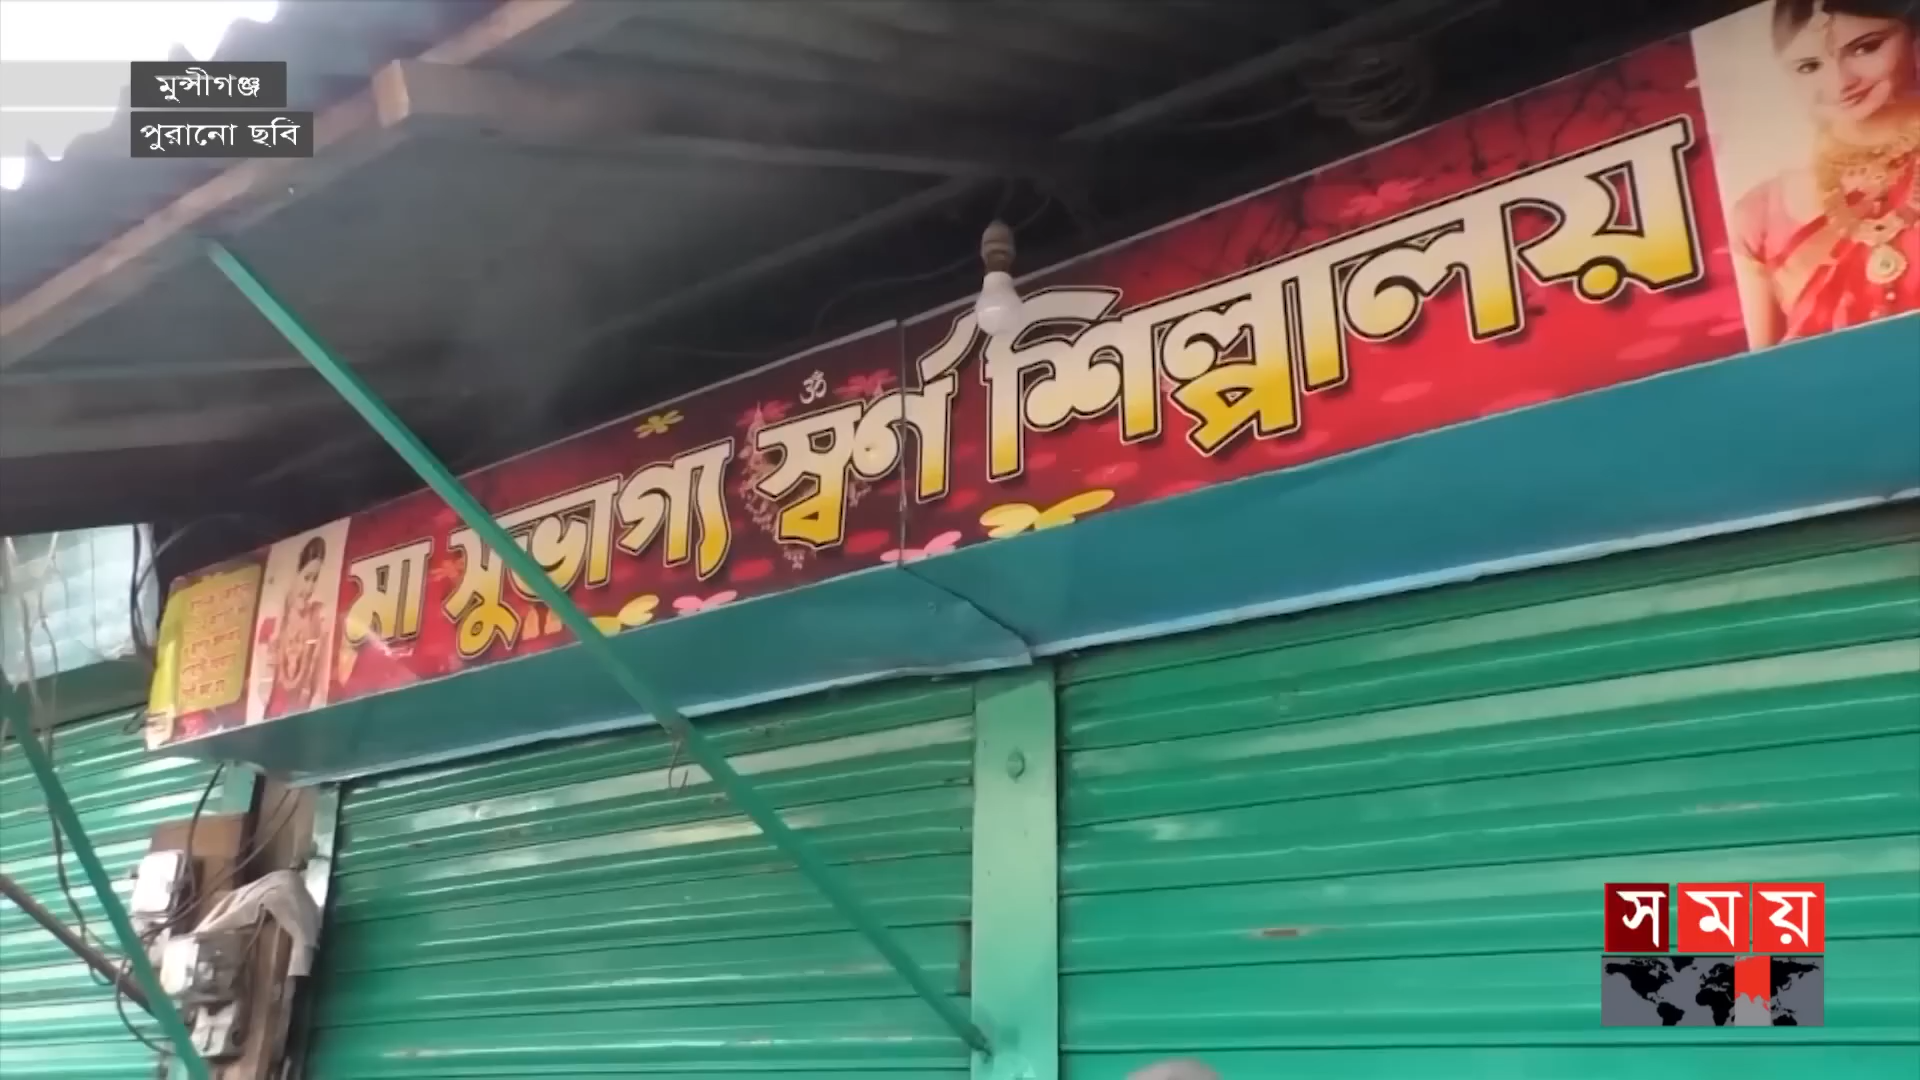 মুন্সীগঞ্জ
পুরানো ছবি
ॐ
মা সুভাগ্য স্বর্ণ শিল্পালয়
সময়